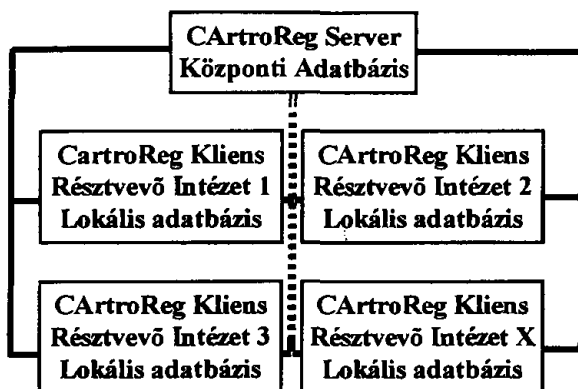 CArtroReg Server
Központi Adatbázis
CartroReg Kliens
Résztvevõ Intézet 1
Lokális adatbázis
CArtroReg Kliens
Résztvevõ Intézet 2
Lokális adatbázis
CArtroReg Kliens
Résztvevõ Intézet 3
Lokális adatbázis
CArtroReg Kliens
Résztvevõ Intézet X
Lokális adatbázis